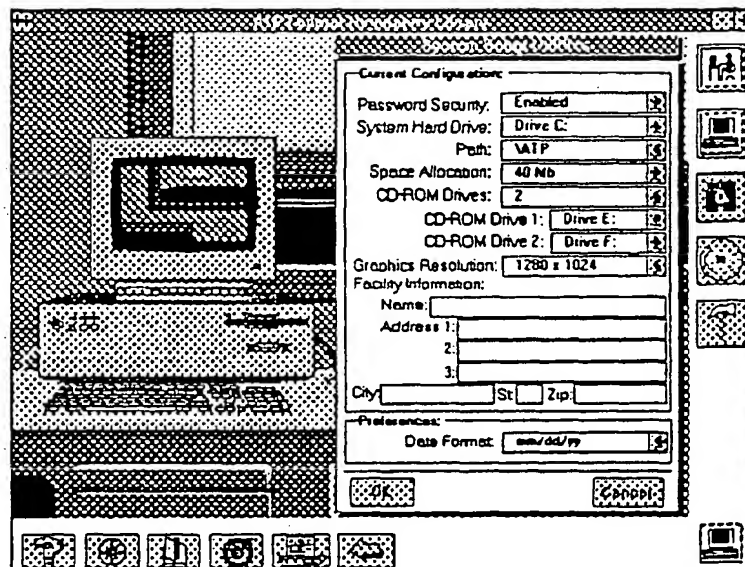 Current Configuration:
Password Security: Enabled
System Hard Drive: Drive C:
Path: \ATP
Space Allocation: 40 Mb
CD-ROM Drives: 2
CD-ROM Drive 1: Drive E:
CD-ROM Drive 2: Drive F:
Graphics Resolution: 1280 x 1024
Facility Information:
Name:
Address 1:
2:
3:
City: St: Zip:
Preferences:
Date Format: mm/dd/yy
OK Cancel